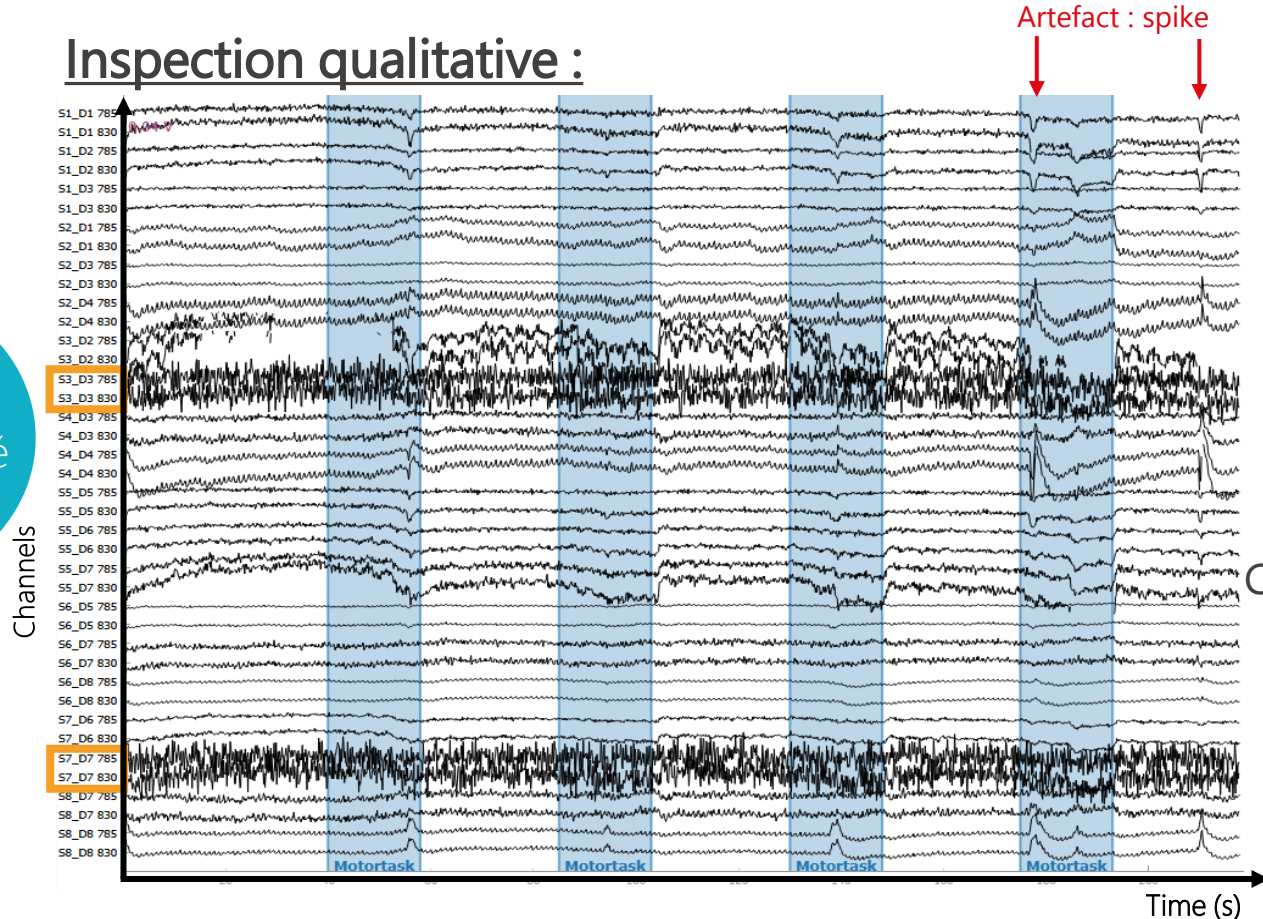 Artefact : spike
Inspection qualitative :
S1_D1 785
S1_D1 830
S1_D2 785
S1_D2 830
S1_D3 785
S1_D3 830
S2_D1 785
S2_D1 830
S2_D3 785
S2_D3 830
S2_D4 785
S2_D4 830
S3_D2 785
S3_D2 830
S3_D3 785
S3_D3 830
S4_D3 785
S4_D3 830
S4_D4 785
S4_D4 830
S5_D5 785
S5_D5 830
S5_D6 785
S5_D6 830
S5_D7 785
S5_D7 830
S6_D5 785
S6_D5 830
S6_D7 785
S6_D7 830
S6_D8 785
S6_D8 830
S7_D6 785
S7_D6 830
S7_D7 785
S7_D7 830
S8_D7 785
S8_D7 830
S8_D8 785
S8_D8 830
Channels
Motortask Motortask Motortask Motortask
Time (s)